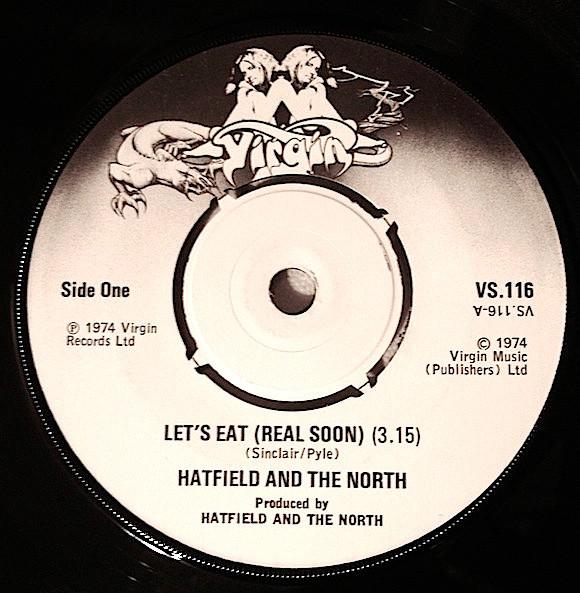 Virgin
Side One
℗ 1974 Virgin
Records Ltd
VS.116
VS.116-A
© 1974
Virgin Music
(Publishers) Ltd
LET'S EAT (REAL SOON) (3.15)
(Sinclair/Pyle)
HATFIELD AND THE NORTH
Produced by
HATFIELD AND THE NORTH